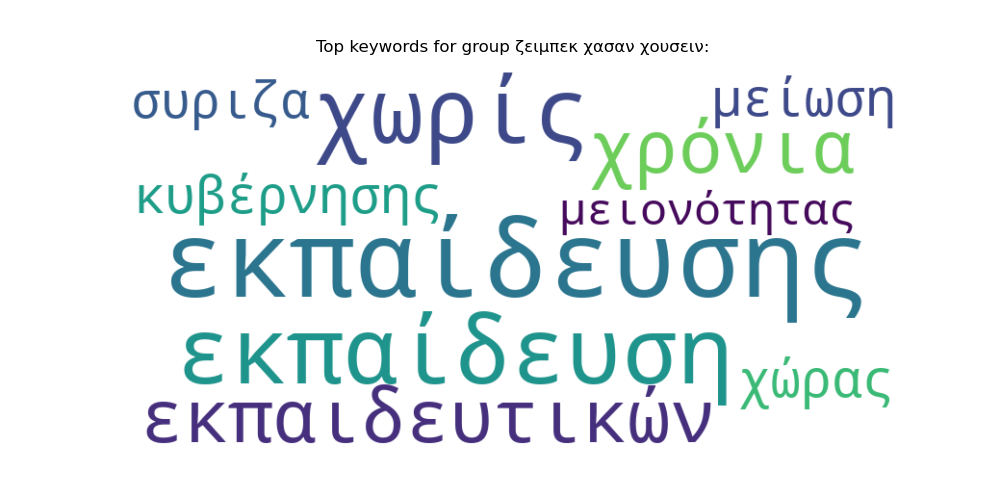 Top keywords for group ζειμπεκ χασαν χουσειν:
συριζα χωρίς μείωση
χρόνια
κυβέρνησης μειονότητας
εκπαίδευσης
εκπαίδευση χώρας
εκπαιδευτικών